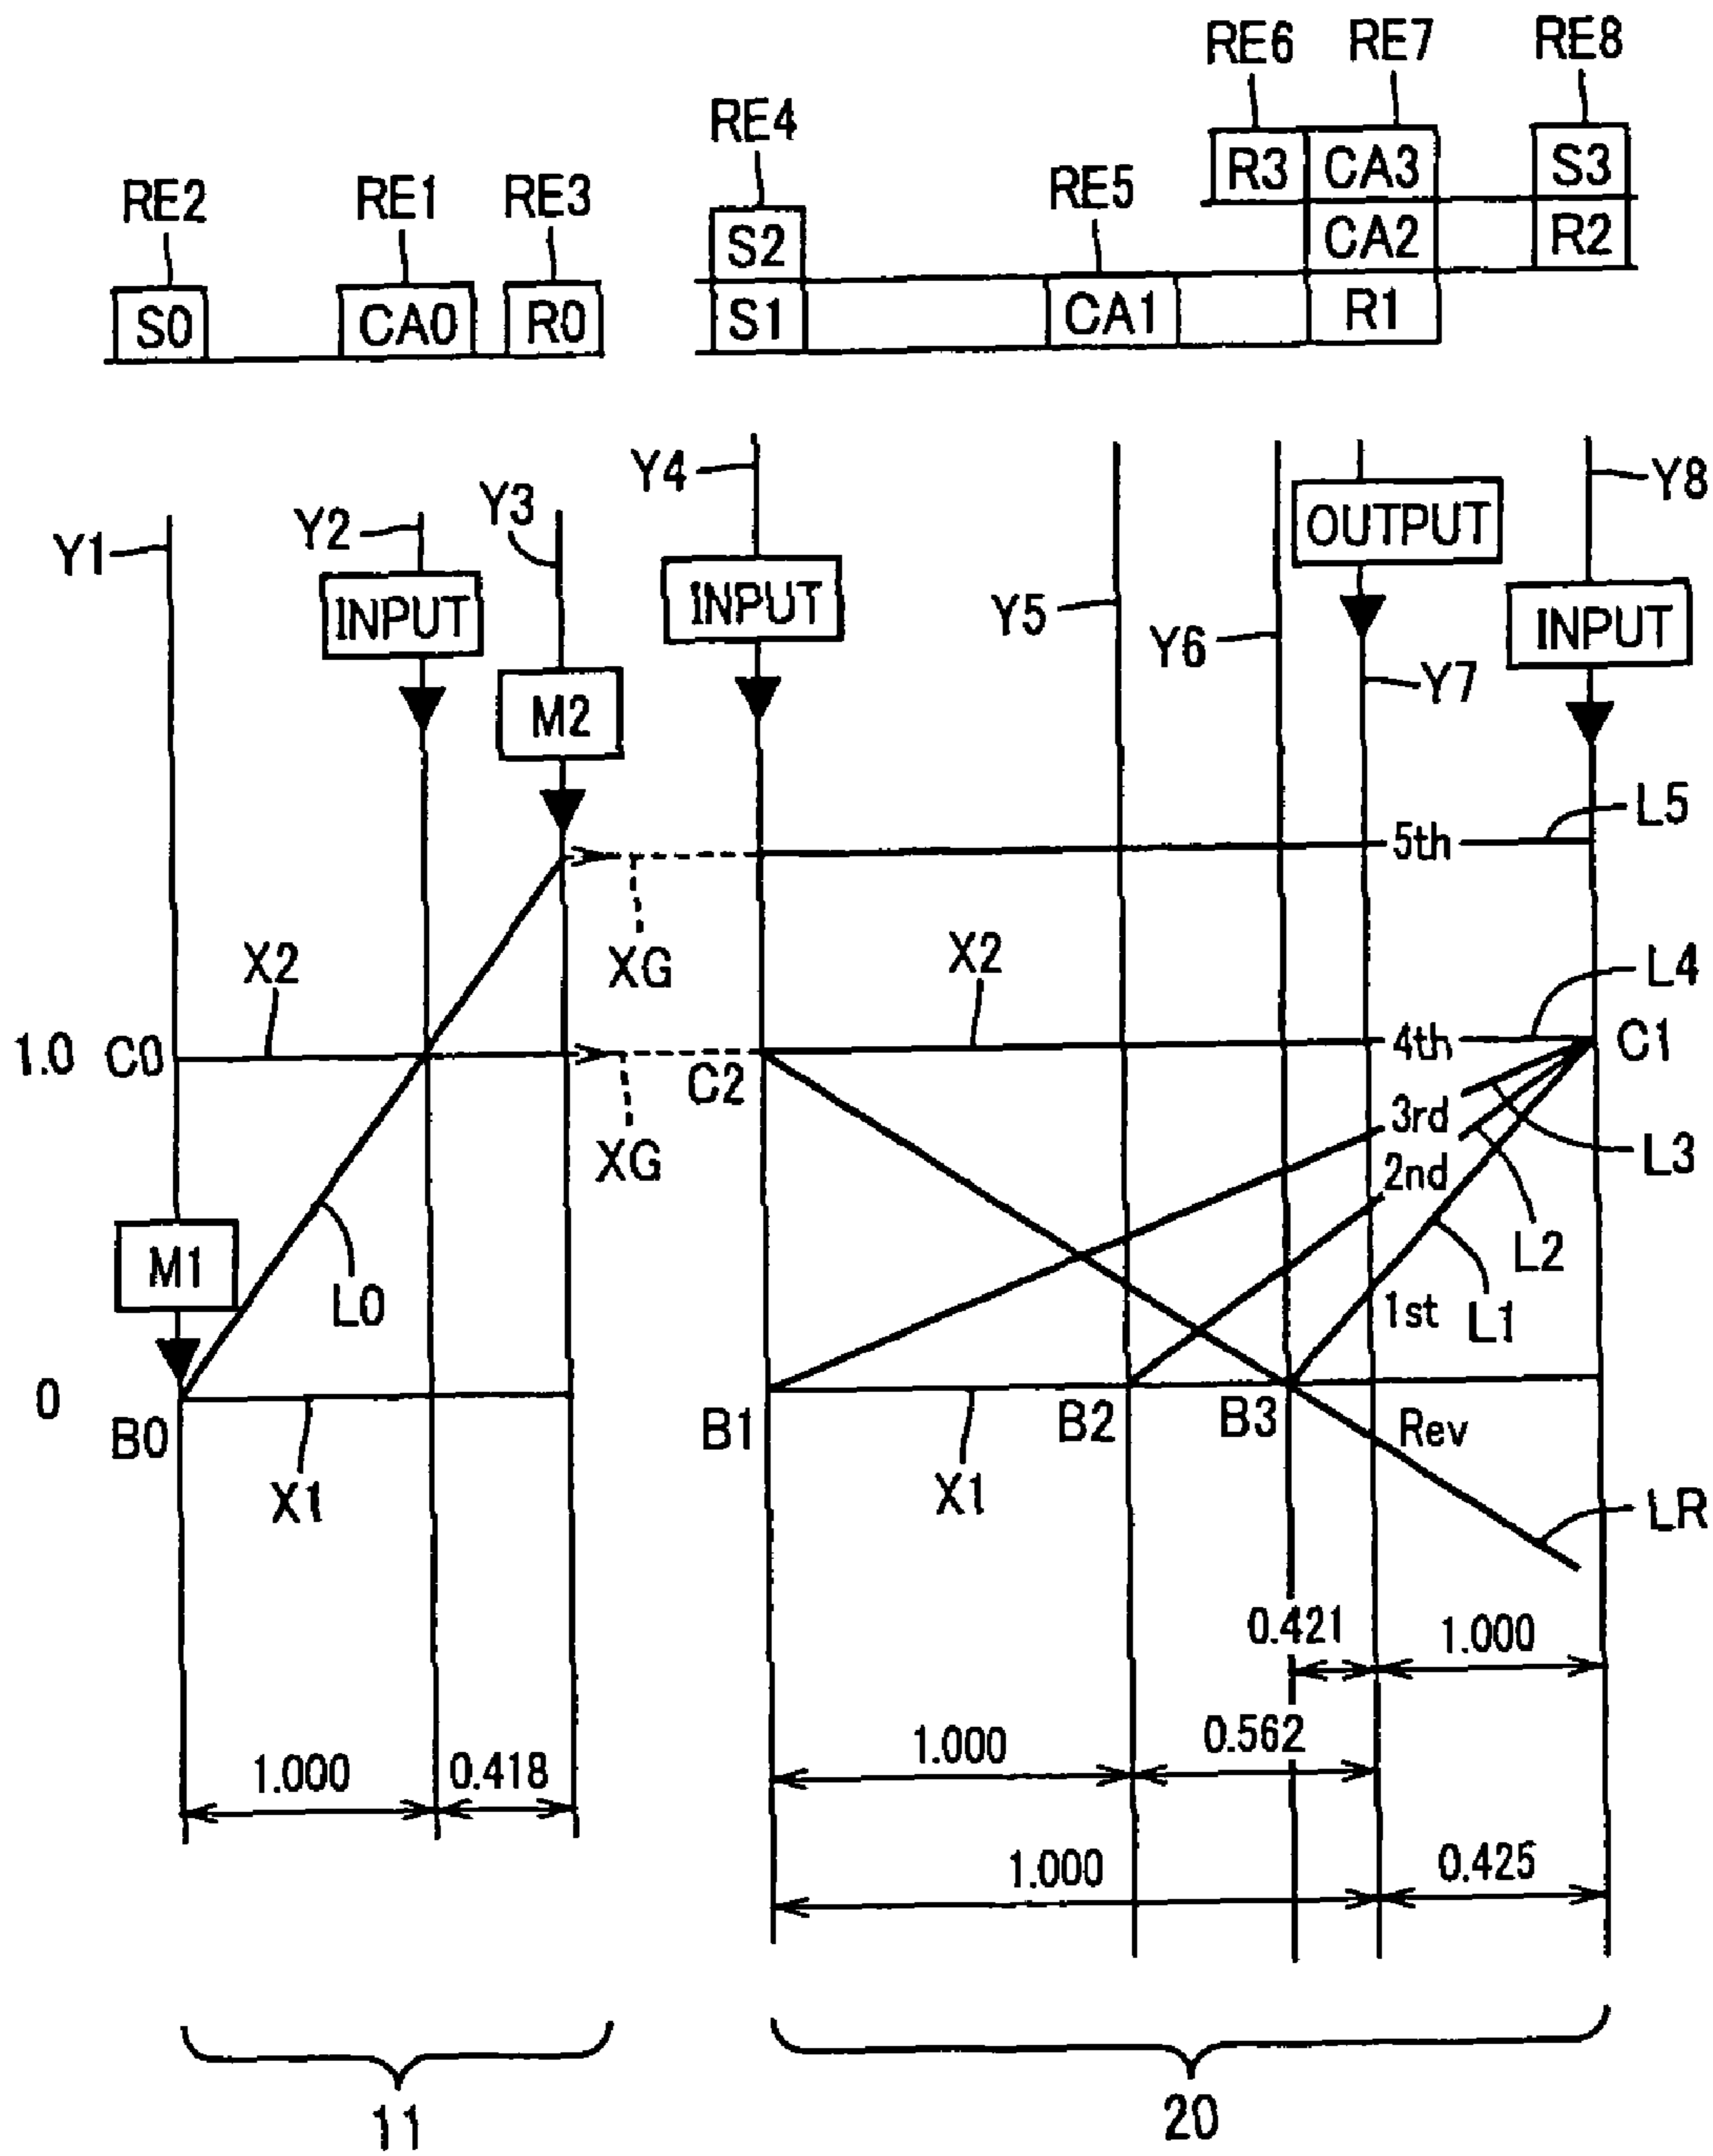 RE6 RE7 RE8
RE4
R3 CA3 S3
RE2 RE1 RE3 RE5
S2 CA2 R2
S0 CA0 R0 S1 CA1 R1
Y4 Y8
Y3
Y1 Y2 OUTPUT
INPUT INPUT Y5 INPUT
Y6
Y7
M2
L5
5th
XG
X2 X2 L4
1.0 C0 4th C1
C2
3rd
XG L3
2nd
L2
M1 L0 1st L1
0
B0 B1 B2 B3 Rev
X1 X1 LR
0.421 1.000
1.000 0.562
1.000 0.418
1.000 0.425
11 20